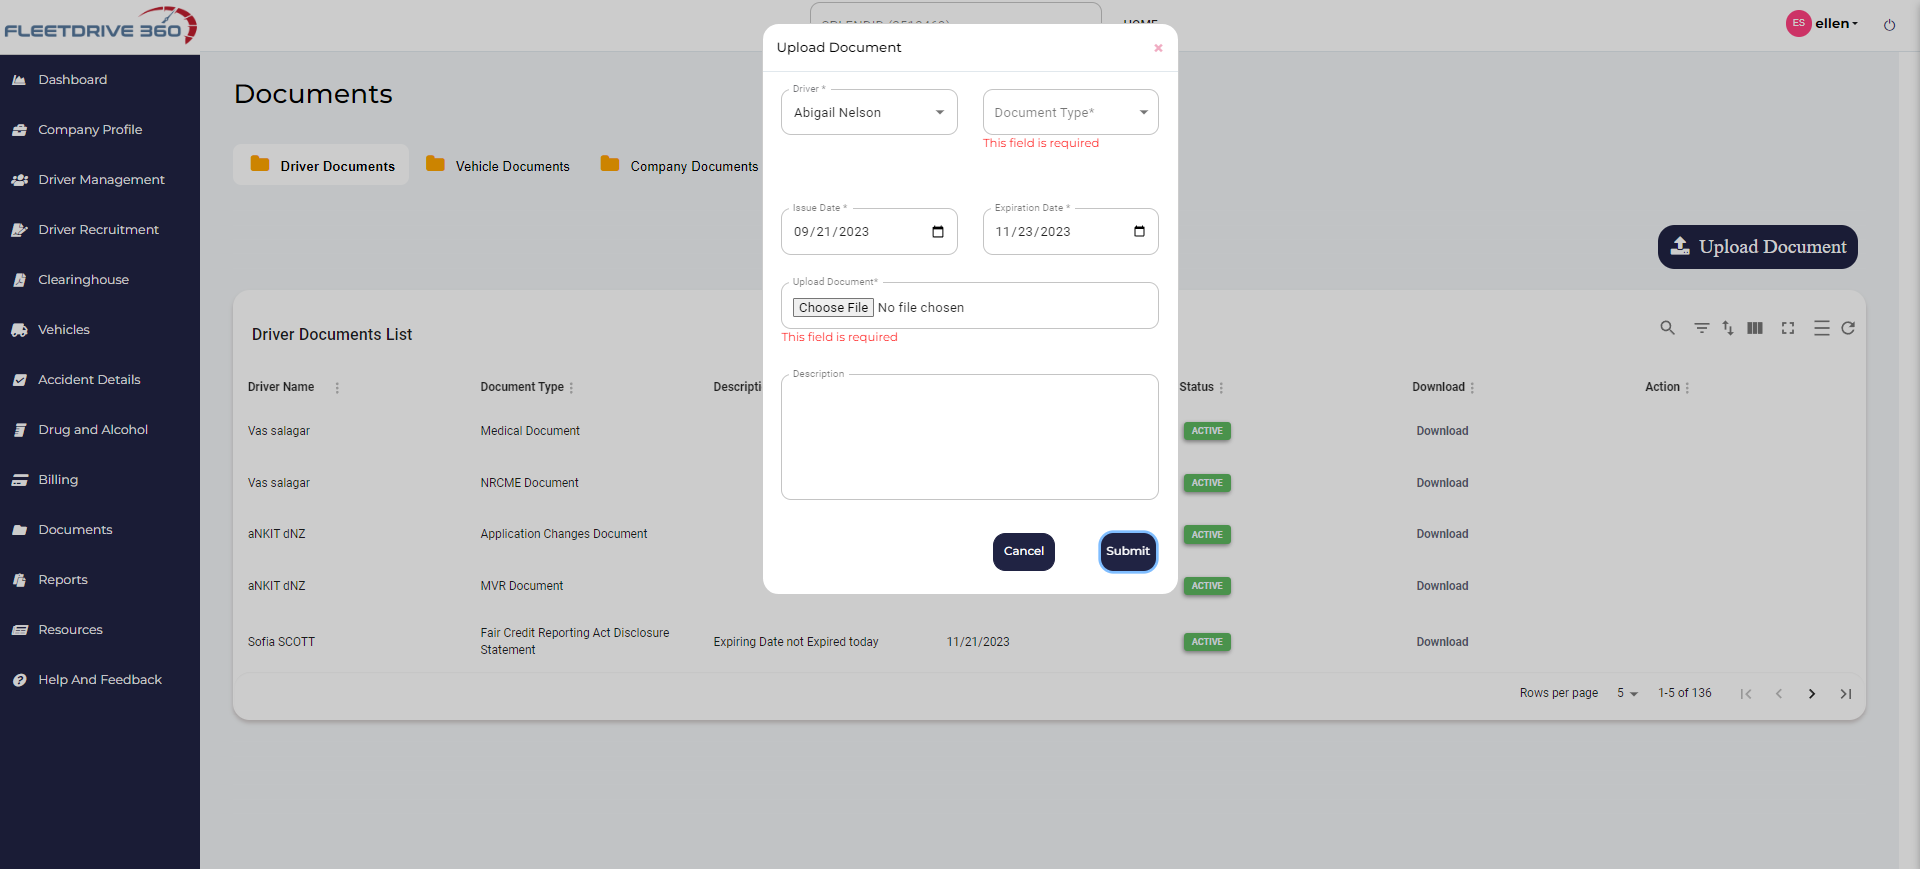 FLEETDRIVE 360
ES ellen
Dashboard
Company Profile
Driver Management
Driver Recruitment
Clearinghouse
Vehicles
Accident Details
Drug and Alcohol
Billing
Documents
Reports
Resources
Help And Feedback
Documents
Driver Documents
Vehicle Documents
Company Documents
Upload Document
Driver Documents List
Driver Name Document Type Descripti Status Download Action
Vas salagar Medical Document ACTIVE Download
Vas salagar NRCME Document ACTIVE Download
aNKIT dNZ Application Changes Document ACTIVE Download
aNKIT dNZ MVR Document ACTIVE Download
Sofia SCOTT Fair Credit Reporting Act Disclosure Expiring Date not Expired today 11/21/2023 ACTIVE Download
Statement
Rows per page 5 1-5 of 136
Upload Document
Driver *
Abigail Nelson
Document Type*
This field is required
Issue Date *
09/21/2023
Expiration Date *
11/23/2023
Upload Document*
Choose File No file chosen
This field is required
Description
Cancel
Submit